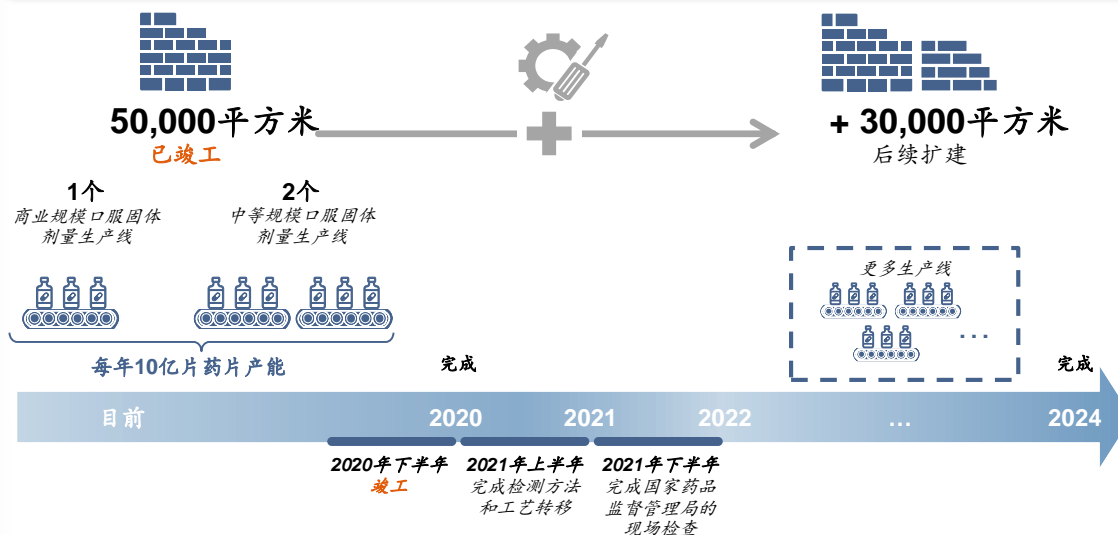 50,000平方米
已竣工
+ 30,000平方米
后续扩建
1个
商业规模口服固体
剂量生产线
2个
中等规模口服固体
剂量生产线
更多生产线
...
每年10亿片药片产能
完成
完成
目前
2020
2021
2022
...
2024
2020年下半年
竣工
2021年上半年
完成检测方法
和工艺转移
2021年下半年
完成国家药品
监督管理局的
现场检查